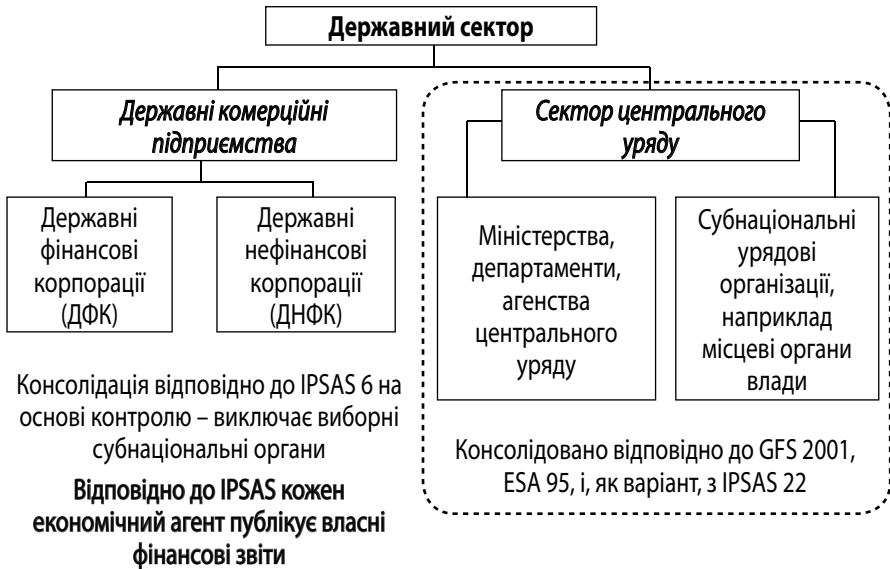 Державний сектор
Державні комерційні
підприємства
Державні
фінансові
корпорації
(ДФК)
Державні
нефінансові
корпорації
(ДНФК)
Консолідація відповідно до IPSAS 6 на
основі контролю – виключає виборні
субнаціональні органи
Відповідно до IPSAS кожен
економічний агент публікує власні
фінансові звіти
Сектор центрального
уряду
Міністерства,
департаменти,
агенства
центрального
уряду
Субнаціональні
урядові
організації,
наприклад
місцеві органи
влади
Консолідовано відповідно до GFS 2001,
ESA 95, і, як варіант, з IPSAS 22